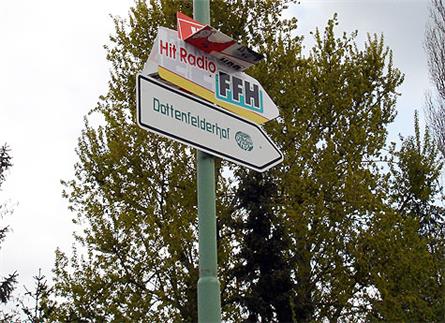 Hit Radio
FFH
Dottenfelderhof